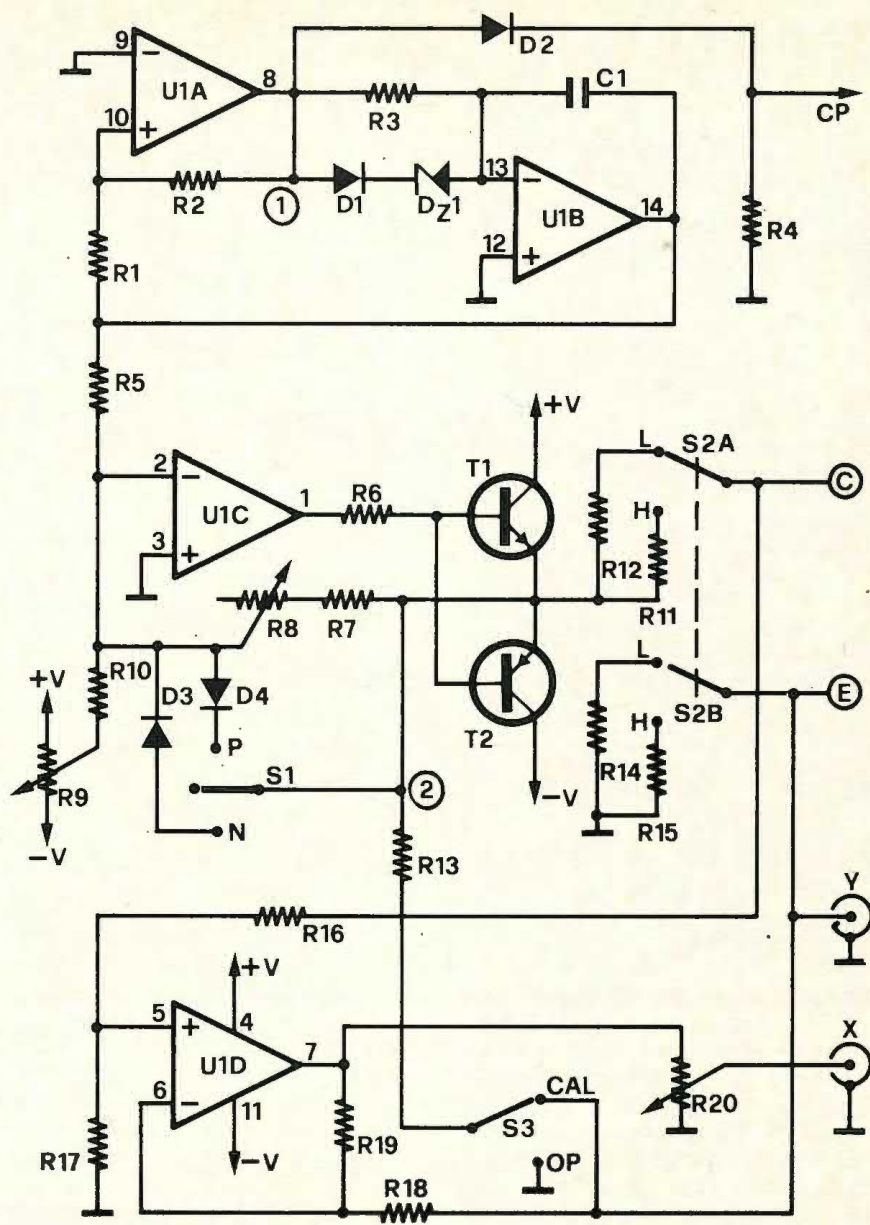 9
8
D2
U1A
C1
10
R3
CP
13
R2
1
D1
DZ1
14
U1B
R4
12
R1
R5
+V
L
S2A
T1
2
C
1
R6
U1C
H
3
R12
R11
R8
R7
L
R10
E
+V
D3
D4
S2B
H
T2
P
R14
R9
S1
2
-V
R15
-V
N
R13
Y
R16
+V
5
4
X
7
U1D
CAL
6
R20
11
S3
R19
R17
-V
OP
R18